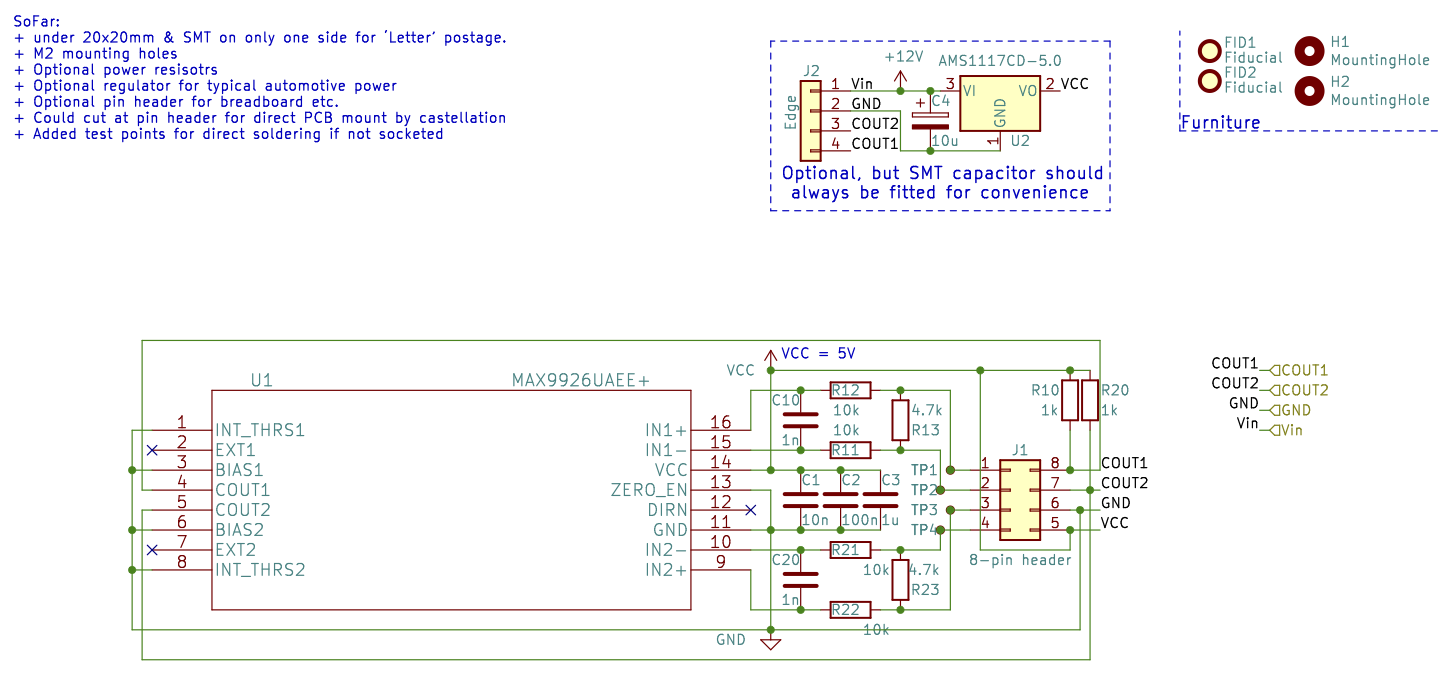 SoFar:
+ under 20x20mm & SMT on only one side for 'Letter' postage.
+ M2 mounting holes
+ Optional power resisotrs
+ Optional regulator for typical automotive power
+ Optional pin header for breadboard etc.
+ Could cut at pin header for direct PCB mount by castellation
+ Added test points for direct soldering if not socketed
+12V
AMS1117CD-5.0
J2
Edge
1 Vin
2 GND
3 COUT2
4 COUT1
+
C4
10u
3 VI
VO 2 VCC
GND
1
U2
Optional, but SMT capacitor should
always be fitted for convenience
FID1
Fiducial
FID2
Fiducial
H1
MountingHole
H2
MountingHole
Furniture
VCC
VCC = 5V
U1
MAX9926UAEE+
1 INT_THRS1
2 EXT1
3 BIAS1
4 COUT1
5 COUT2
6 BIAS2
7 EXT2
8 INT_THRS2
IN1+ 16
IN1- 15
VCC 14
ZERO_EN 13
DIRN 12
GND 11
IN2- 10
IN2+ 9
C10
1n
R12
10k
10k
R11
4.7k
R13
C1
10n
C2
100n
C3
1u
C20
1n
R21
10k
4.7k
R23
R22
10k
GND
TP1
TP2
TP3
TP4
J1
1
2
3
4
8 COUT1
7 COUT2
6 GND
5 VCC
8-pin header
R10
1k
R20
1k
COUT1 COUT1
COUT2 COUT2
GND GND
Vin Vin